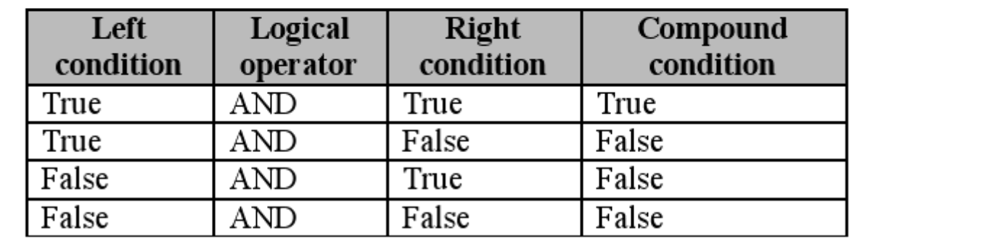 Left condition Logical operator Right condition Compound condition
True AND True True
True AND False False
False AND True False
False AND False False